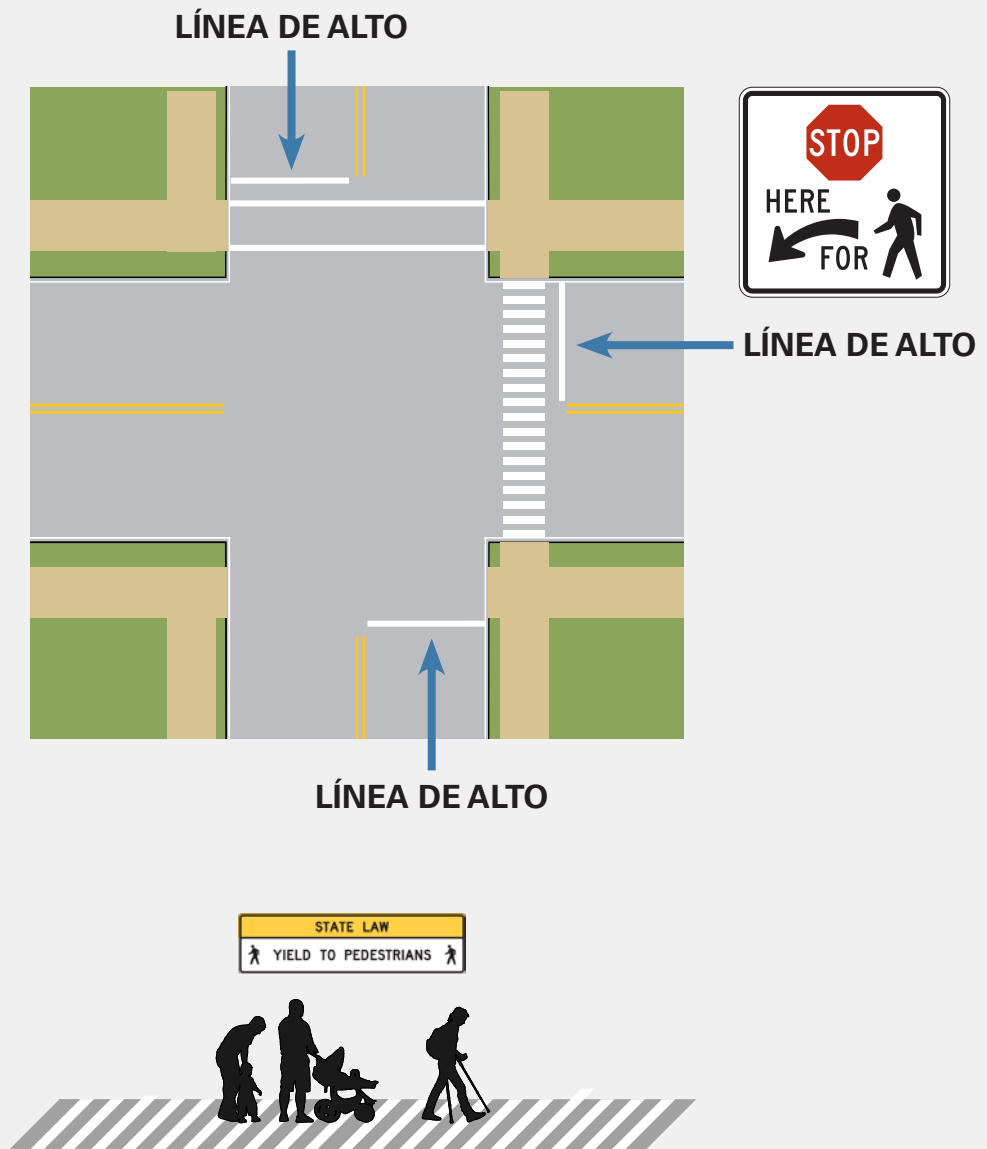 LÍNEA DE ALTO
STOP
HERE
FOR
LÍNEA DE ALTO
LÍNEA DE ALTO
STATE LAW
YIELD TO PEDESTRIANS